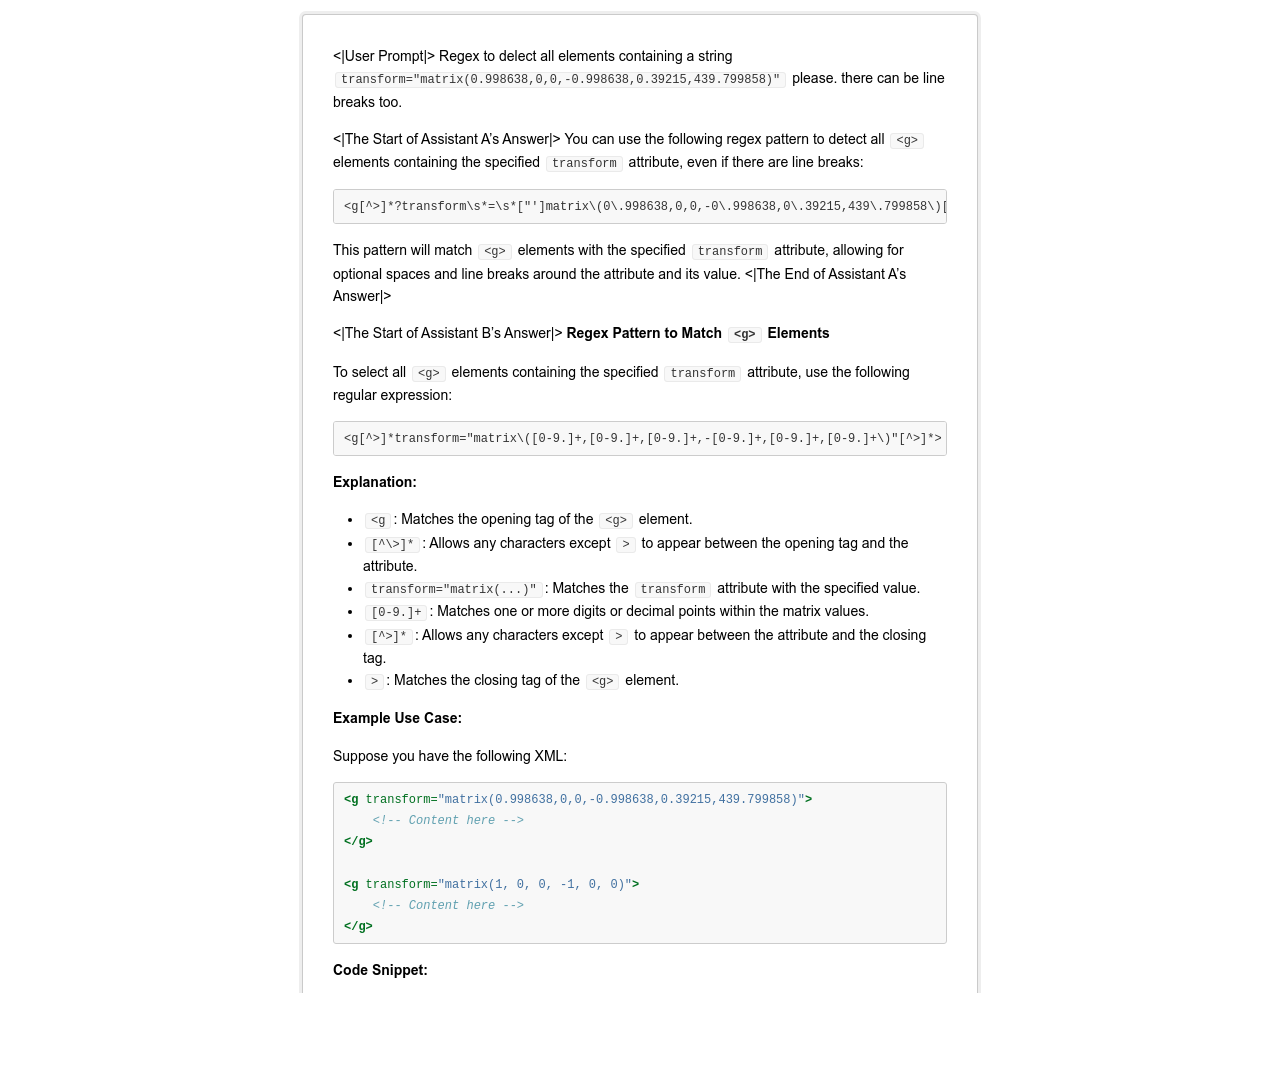 <|User Prompt|> Regex to delect all elements containing a string
transform="matrix(0.998638,0,0,-0.998638,0.39215,439.799858)" please. there can be line
breaks too.
<|The Start of Assistant A’s Answer|> You can use the following regex pattern to detect all <g>
elements containing the specified transform attribute, even if there are line breaks:
<g[^>]*?transform\s*=\s*["']matrix\(0\.998638,0,0,-0\.998638,0\.39215,439\.799858\)[
This pattern will match <g> elements with the specified transform attribute, allowing for
optional spaces and line breaks around the attribute and its value. <|The End of Assistant A’s
Answer|>
<|The Start of Assistant B’s Answer|> Regex Pattern to Match <g> Elements
To select all <g> elements containing the specified transform attribute, use the following
regular expression:
<g[^>]*transform="matrix\([0-9.]+,[0-9.]+,[0-9.]+,-[0-9.]+,[0-9.]+,[0-9.]+\)"[^>]*>
Explanation:
• <g : Matches the opening tag of the <g> element.
• [^\>]* : Allows any characters except > to appear between the opening tag and the
attribute.
• transform="matrix(...)" : Matches the transform attribute with the specified value.
• [0-9.]+ : Matches one or more digits or decimal points within the matrix values.
• [^>]* : Allows any characters except > to appear between the attribute and the closing
tag.
• > : Matches the closing tag of the <g> element.
Example Use Case:
Suppose you have the following XML:
<g transform="matrix(0.998638,0,0,-0.998638,0.39215,439.799858)">
<!-- Content here -->
</g>
<g transform="matrix(1, 0, 0, -1, 0, 0)">
<!-- Content here -->
</g>
Code Snippet: